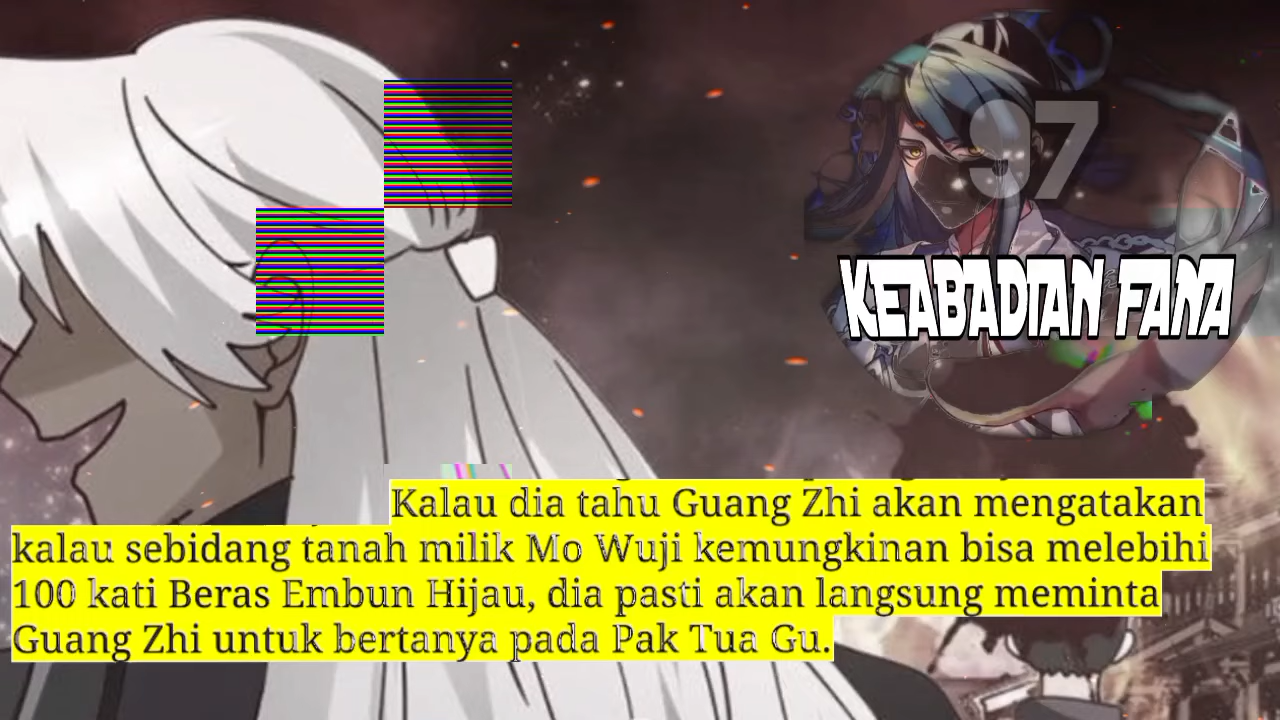 97
KEABADIAN FANA
Kalau dia tahu Guang Zhi akan mengatakan
kalau sebidang tanah milik Mo Wuji kemungkinan bisa melebihi
100 kati Beras Embun Hijau, dia pasti akan langsung meminta
Guang Zhi untuk bertanya pada Pak Tua Gu.